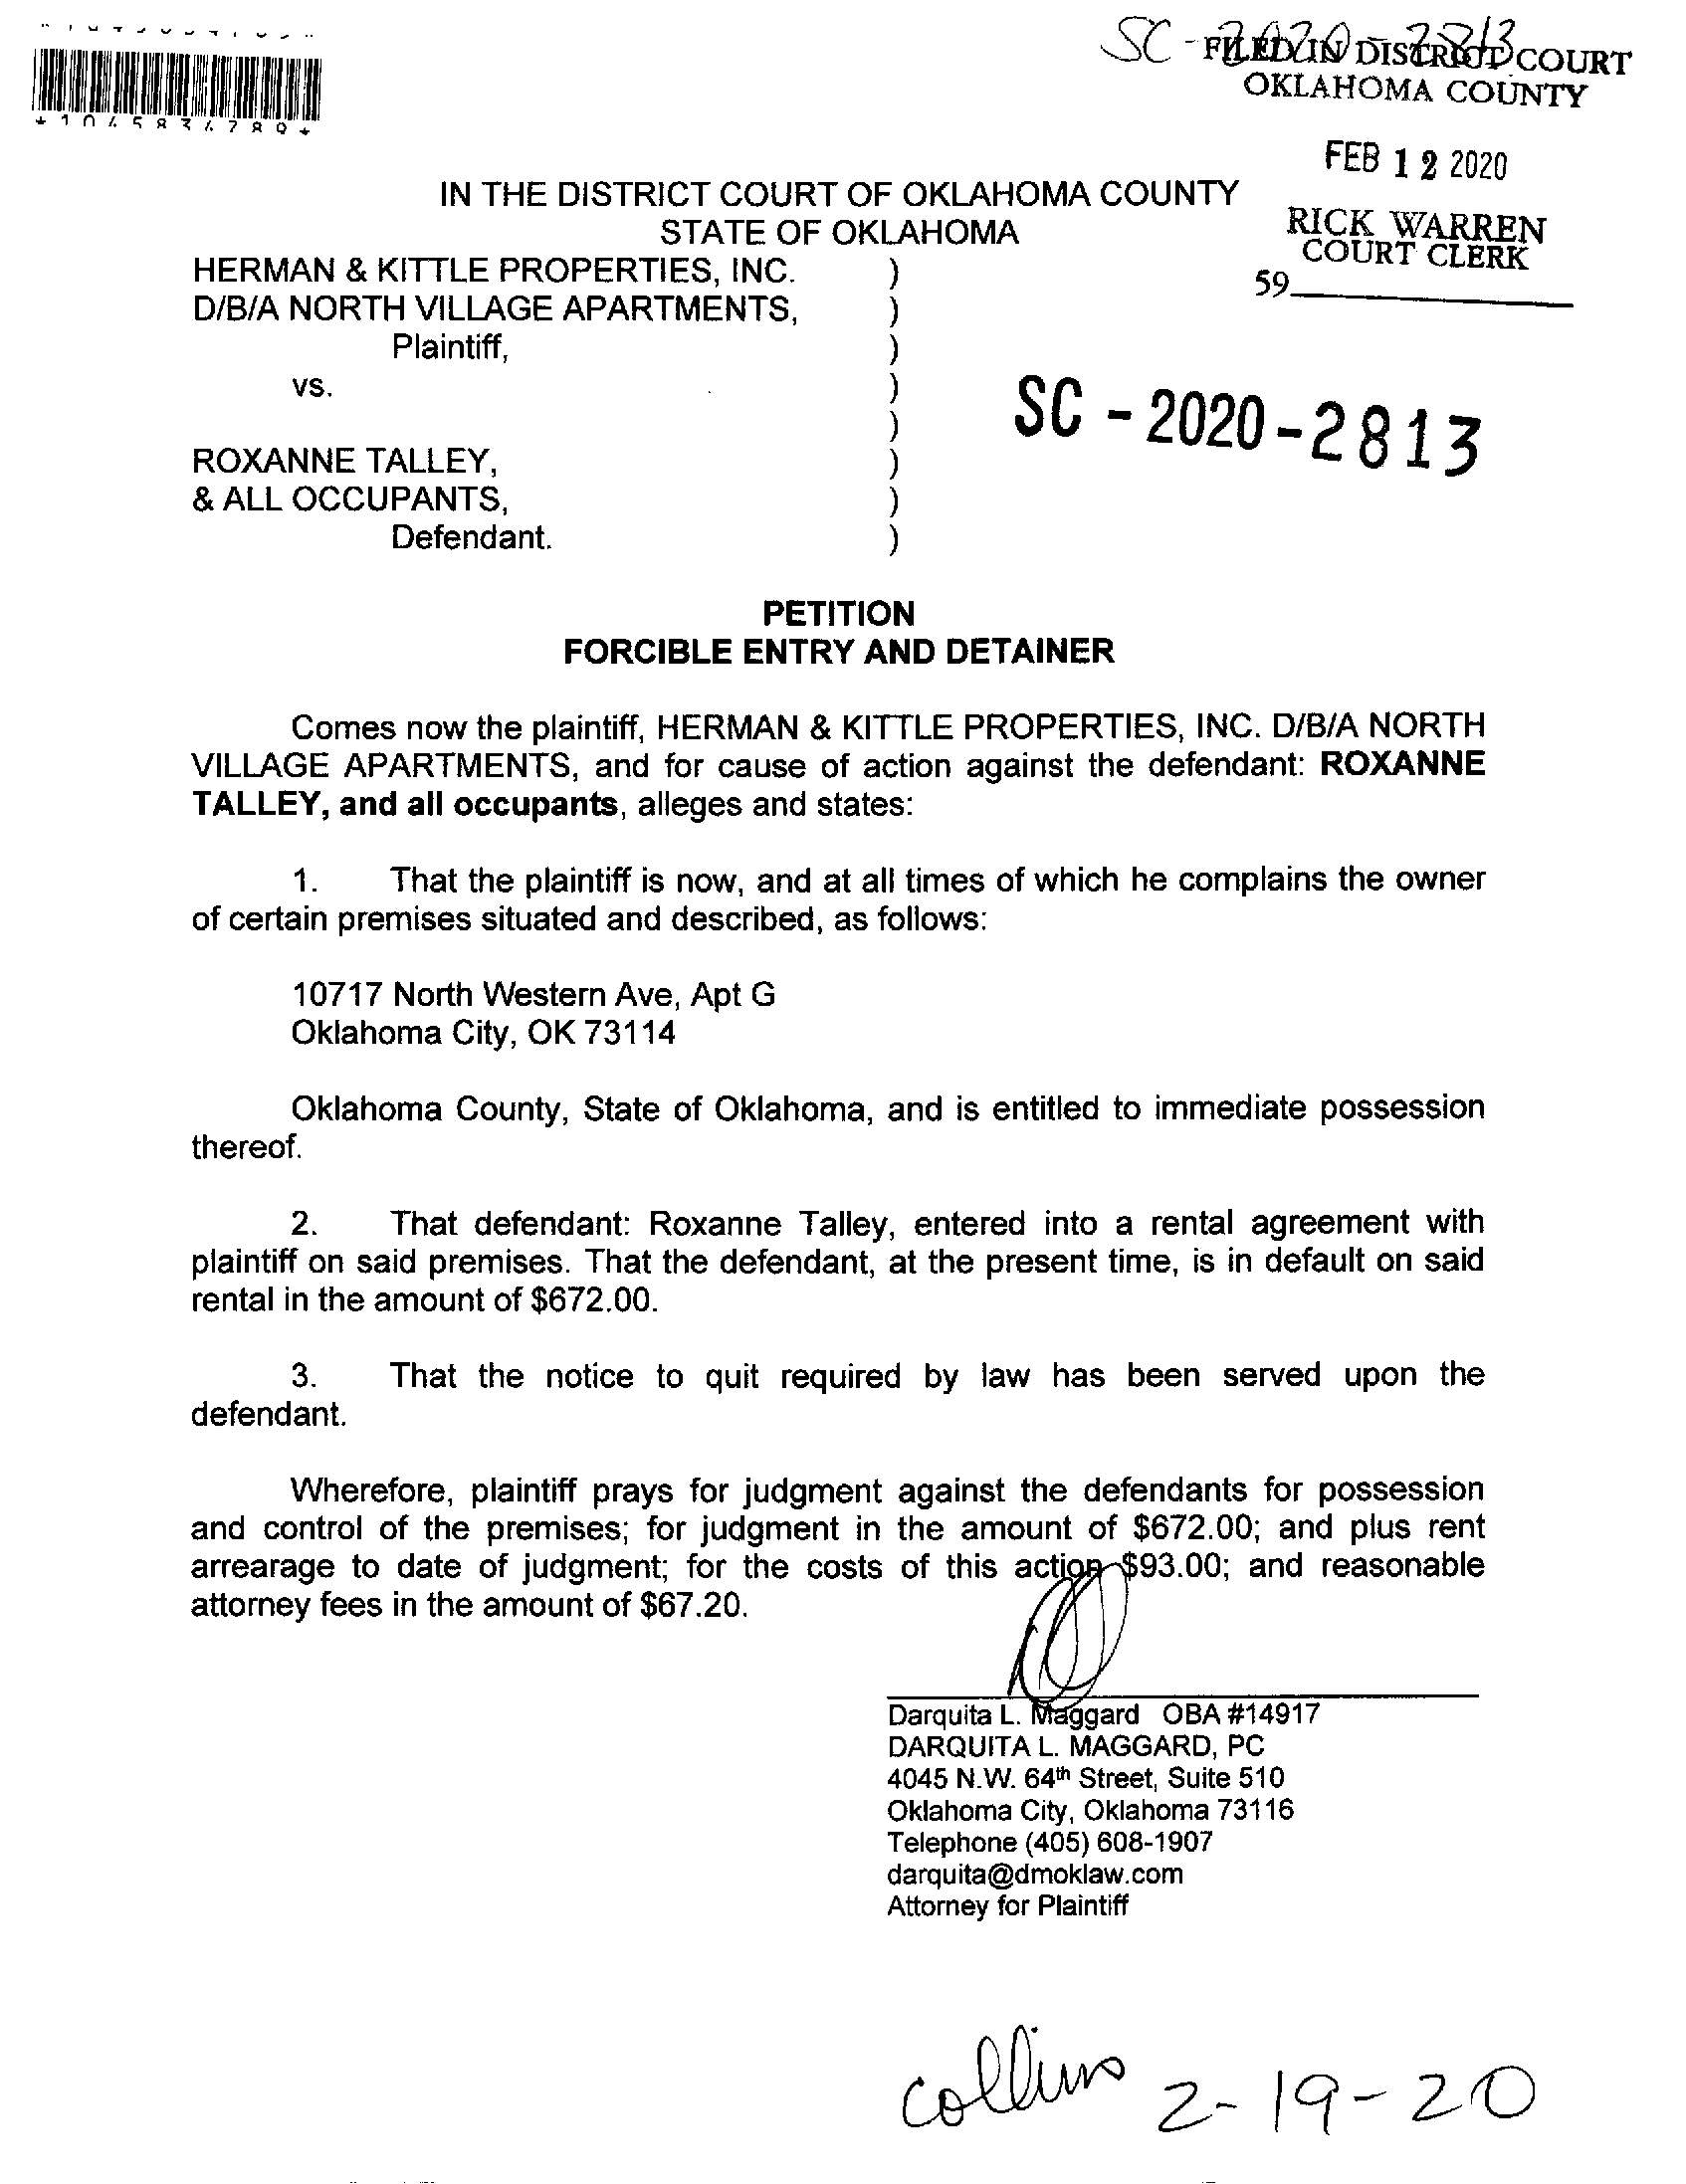 SC-2020-2813
FILED IN DISTRICT COURT
OKLAHOMA COUNTY
*1045834789*
FEB 12 2020
RICK WARREN
COURT CLERK
59
IN THE DISTRICT COURT OF OKLAHOMA COUNTY
STATE OF OKLAHOMA
HERMAN & KITTLE PROPERTIES, INC. )
D/B/A NORTH VILLAGE APARTMENTS, )
Plaintiff, )
vs. )
)
ROXANNE TALLEY, )
& ALL OCCUPANTS, )
Defendant. )
SC - 2020-2813
PETITION
FORCIBLE ENTRY AND DETAINER
Comes now the plaintiff, HERMAN & KITTLE PROPERTIES, INC. D/B/A NORTH
VILLAGE APARTMENTS, and for cause of action against the defendant: ROXANNE
TALLEY, and all occupants, alleges and states:
1. That the plaintiff is now, and at all times of which he complains the owner
of certain premises situated and described, as follows:
10717 North Western Ave, Apt G
Oklahoma City, OK 73114
Oklahoma County, State of Oklahoma, and is entitled to immediate possession
thereof.
2. That defendant: Roxanne Talley, entered into a rental agreement with
plaintiff on said premises. That the defendant, at the present time, is in default on said
rental in the amount of $672.00.
3. That the notice to quit required by law has been served upon the
defendant.
Wherefore, plaintiff prays for judgment against the defendants for possession
and control of the premises; for judgment in the amount of $672.00; and plus rent
arrearage to date of judgment; for the costs of this action $93.00; and reasonable
attorney fees in the amount of $67.20.
Darquita L. Maggard OBA #14917
DARQUITA L. MAGGARD, PC
4045 N.W. 64th Street, Suite 510
Oklahoma City, Oklahoma 73116
Telephone (405) 608-1907
darquita@dmoklaw.com
Attorney for Plaintiff
Collins 2-19-20